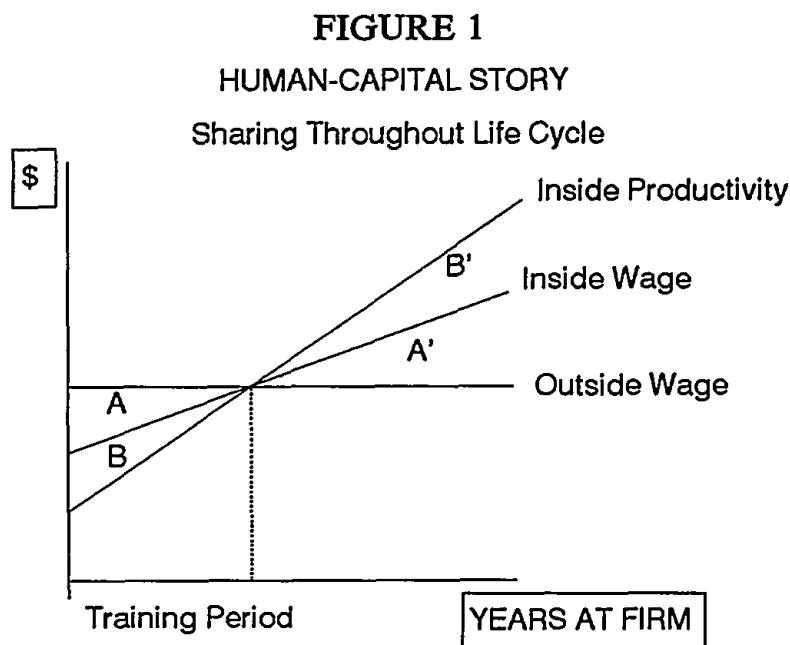 FIGURE 1
HUMAN-CAPITAL STORY
Sharing Throughout Life Cycle
$
Inside Productivity
B'
Inside Wage
A'
Outside Wage
A
B
Training Period
YEARS AT FIRM